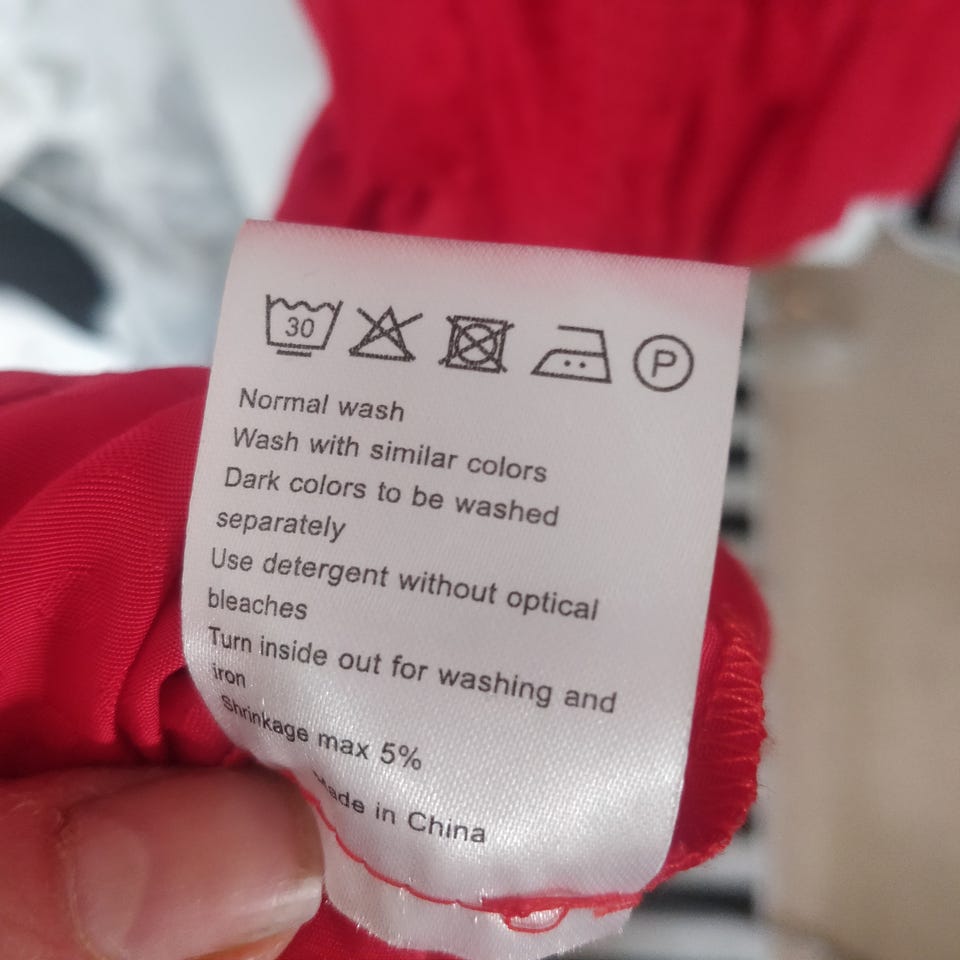 30 P
Normal wash
Wash with similar colors
Dark colors to be washed
separately
Use detergent without optical
bleaches
Turn inside out for washing and
iron
Shrinkage max 5%
Made in China